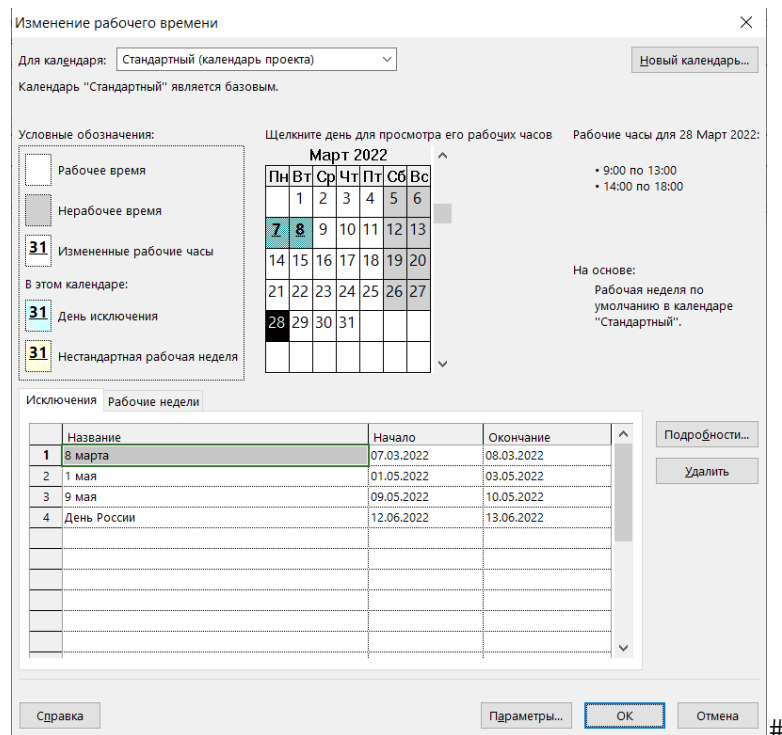 Изменение рабочего времени
Для календаря: Стандартный (календарь проекта)
Новый календарь...
Календарь "Стандартный" является базовым.
Условные обозначения:
Рабочее время
Нерабочее время
31 Измененные рабочие часы
В этом календаре:
31 День исключения
31 Нестандартная рабочая неделя
Щелкните день для просмотра его рабочих часов
Март 2022
Пн Вт Ср Чт Пт Сб Вс
1 2 3 4 5 6
7 8 9 10 11 12 13
14 15 16 17 18 19 20
21 22 23 24 25 26 27
28 29 30 31
Рабочие часы для 28 Март 2022:
• 9:00 по 13:00
• 14:00 по 18:00
На основе:
Рабочая неделя по
умолчанию в календаре
"Стандартный".
Исключения Рабочие недели
Название Начало Окончание
1 8 марта 07.03.2022 08.03.2022
2 1 мая 01.05.2022 03.05.2022
3 9 мая 09.05.2022 10.05.2022
4 День России 12.06.2022 13.06.2022
Подробности...
Удалить
Справка Параметры... ОК Отмена
#